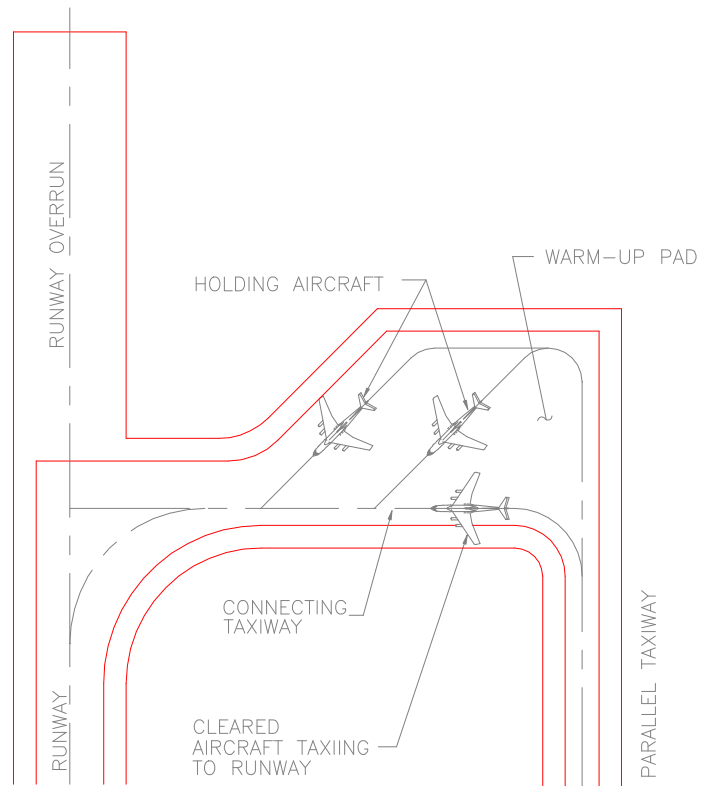 RUNWAY OVERRUN
WARM-UP PAD
HOLDING AIRCRAFT
CONNECTING
TAXIWAY
PARALLEL TAXIWAY
RUNWAY
CLEARED
AIRCRAFT TAXIING
TO RUNWAY